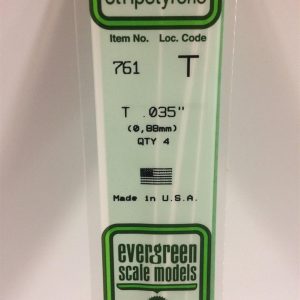 Item No. Loc. Code
761 T
T .035"
(0,88mm)
QTY 4
Made in U.S.A.
evergreen
scale models